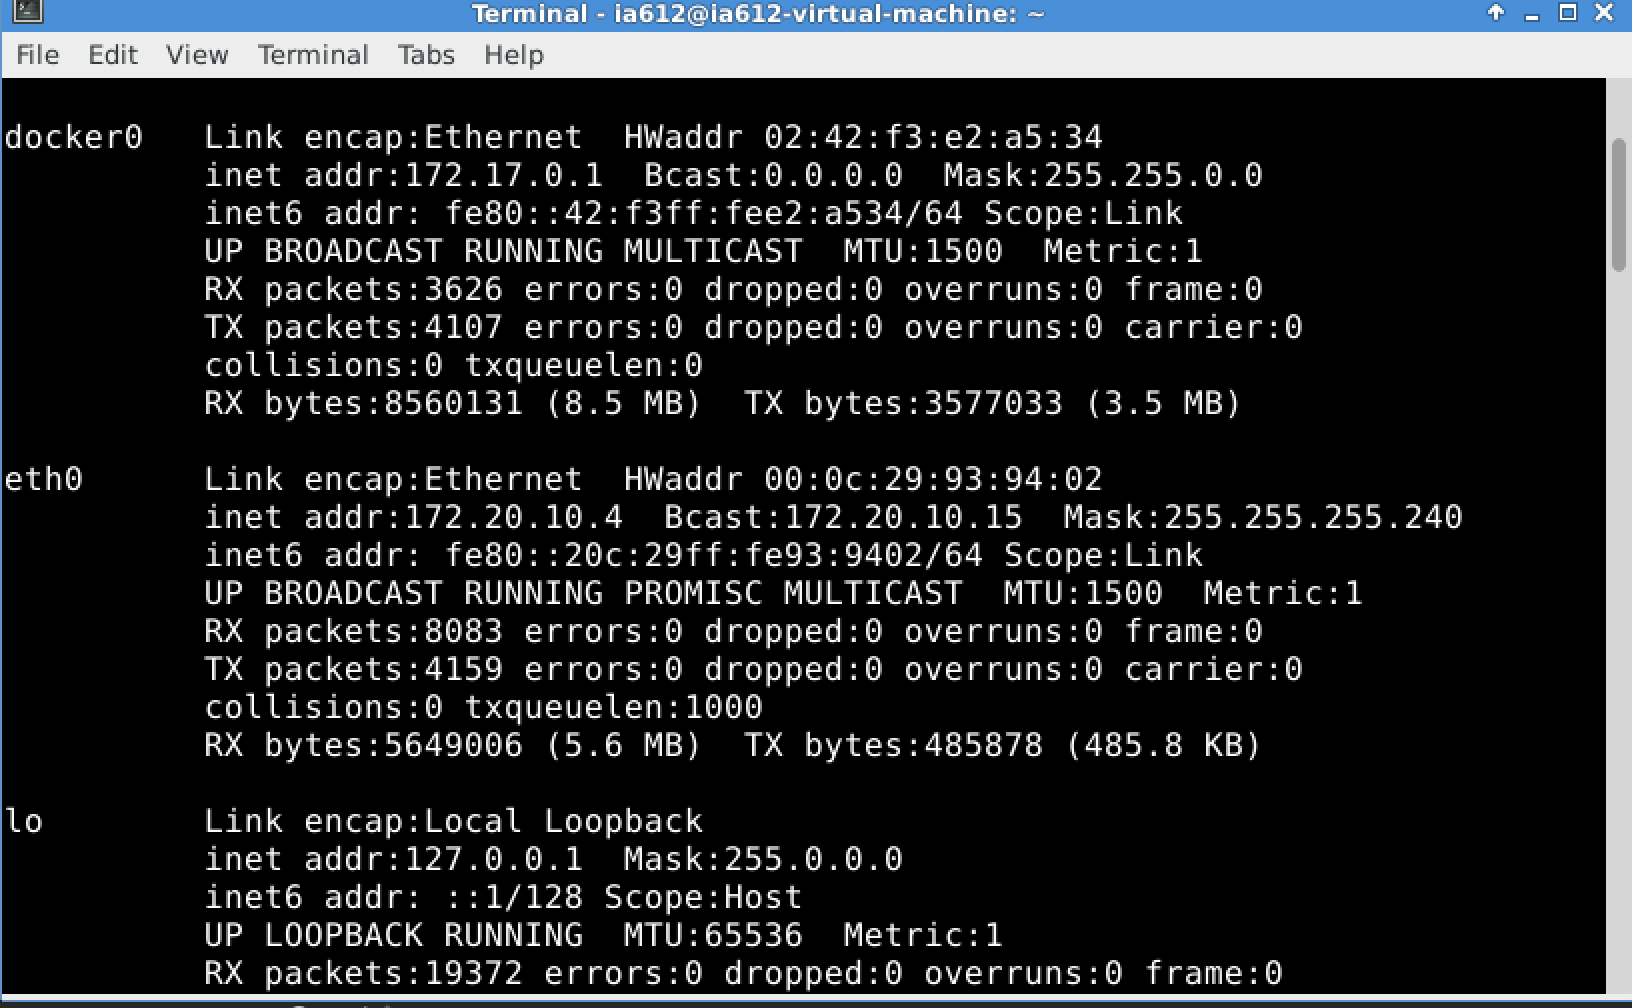 Terminal - ia612@ia612-virtual-machine: ~
File Edit View Terminal Tabs Help
docker0 Link encap:Ethernet HWaddr 02:42:f3:e2:a5:34
inet addr:172.17.0.1 Bcast:0.0.0.0 Mask:255.255.0.0
inet6 addr: fe80::42:f3ff:fee2:a534/64 Scope:Link
UP BROADCAST RUNNING MULTICAST MTU:1500 Metric:1
RX packets:3626 errors:0 dropped:0 overruns:0 frame:0
TX packets:4107 errors:0 dropped:0 overruns:0 carrier:0
collisions:0 txqueuelen:0
RX bytes:8560131 (8.5 MB) TX bytes:3577033 (3.5 MB)
eth0 Link encap:Ethernet HWaddr 00:0c:29:93:94:02
inet addr:172.20.10.4 Bcast:172.20.10.15 Mask:255.255.255.240
inet6 addr: fe80::20c:29ff:fe93:9402/64 Scope:Link
UP BROADCAST RUNNING PROMISC MULTICAST MTU:1500 Metric:1
RX packets:8083 errors:0 dropped:0 overruns:0 frame:0
TX packets:4159 errors:0 dropped:0 overruns:0 carrier:0
collisions:0 txqueuelen:1000
RX bytes:5649006 (5.6 MB) TX bytes:485878 (485.8 KB)
lo Link encap:Local Loopback
inet addr:127.0.0.1 Mask:255.0.0.0
inet6 addr: ::1/128 Scope:Host
UP LOOPBACK RUNNING MTU:65536 Metric:1
RX packets:19372 errors:0 dropped:0 overruns:0 frame:0